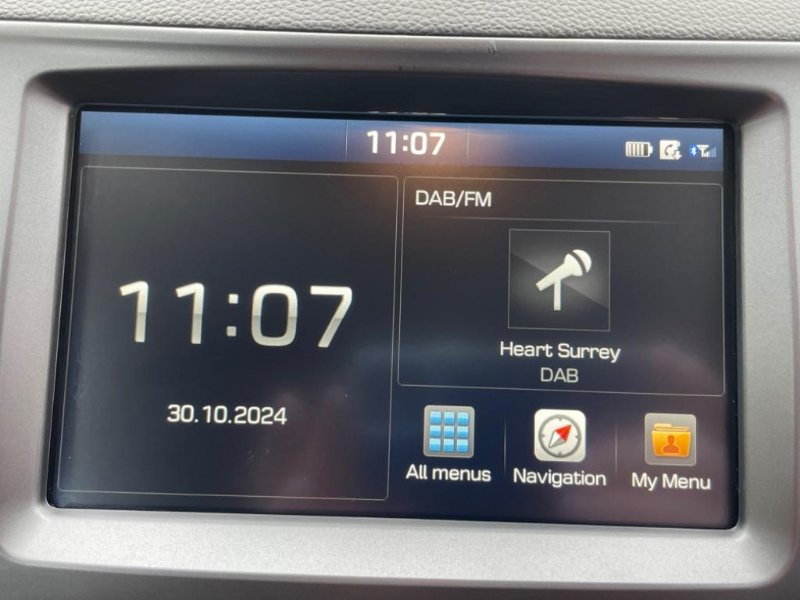 11:07
11:07
30.10.2024
DAB/FM
Heart Surrey
DAB
All menus
Navigation
My Menu